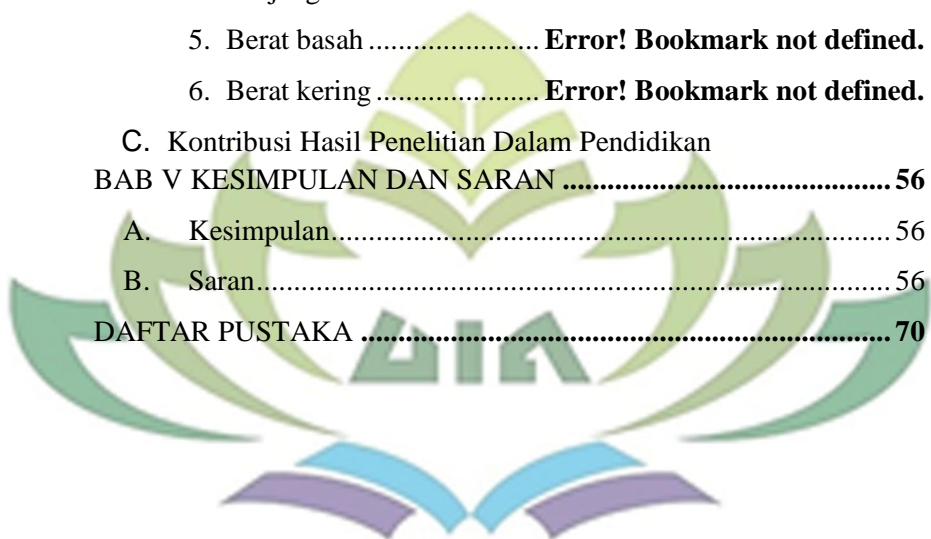 5. Berat basah ....................... Error! Bookmark not defined.
6. Berat kering ...................... Error! Bookmark not defined.
C. Kontribusi Hasil Penelitian Dalam Pendidikan
BAB V KESIMPULAN DAN SARAN ............................................ 56
A. Kesimpulan........................................................................... 56
B. Saran..................................................................................... 56
DAFTAR PUSTAKA ....................................................................... 70
UIN